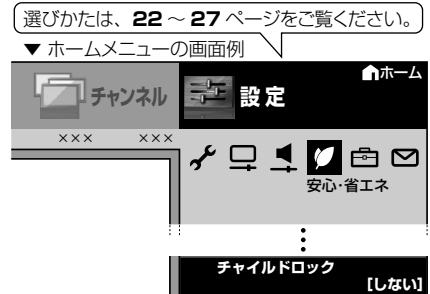 選びかたは、22～27ページをご覧ください。
▼ ホームメニューの画面例
ホーム
チャンネル
設定
××× ×××
安心・省エネ
チャイルドロック
[しない]